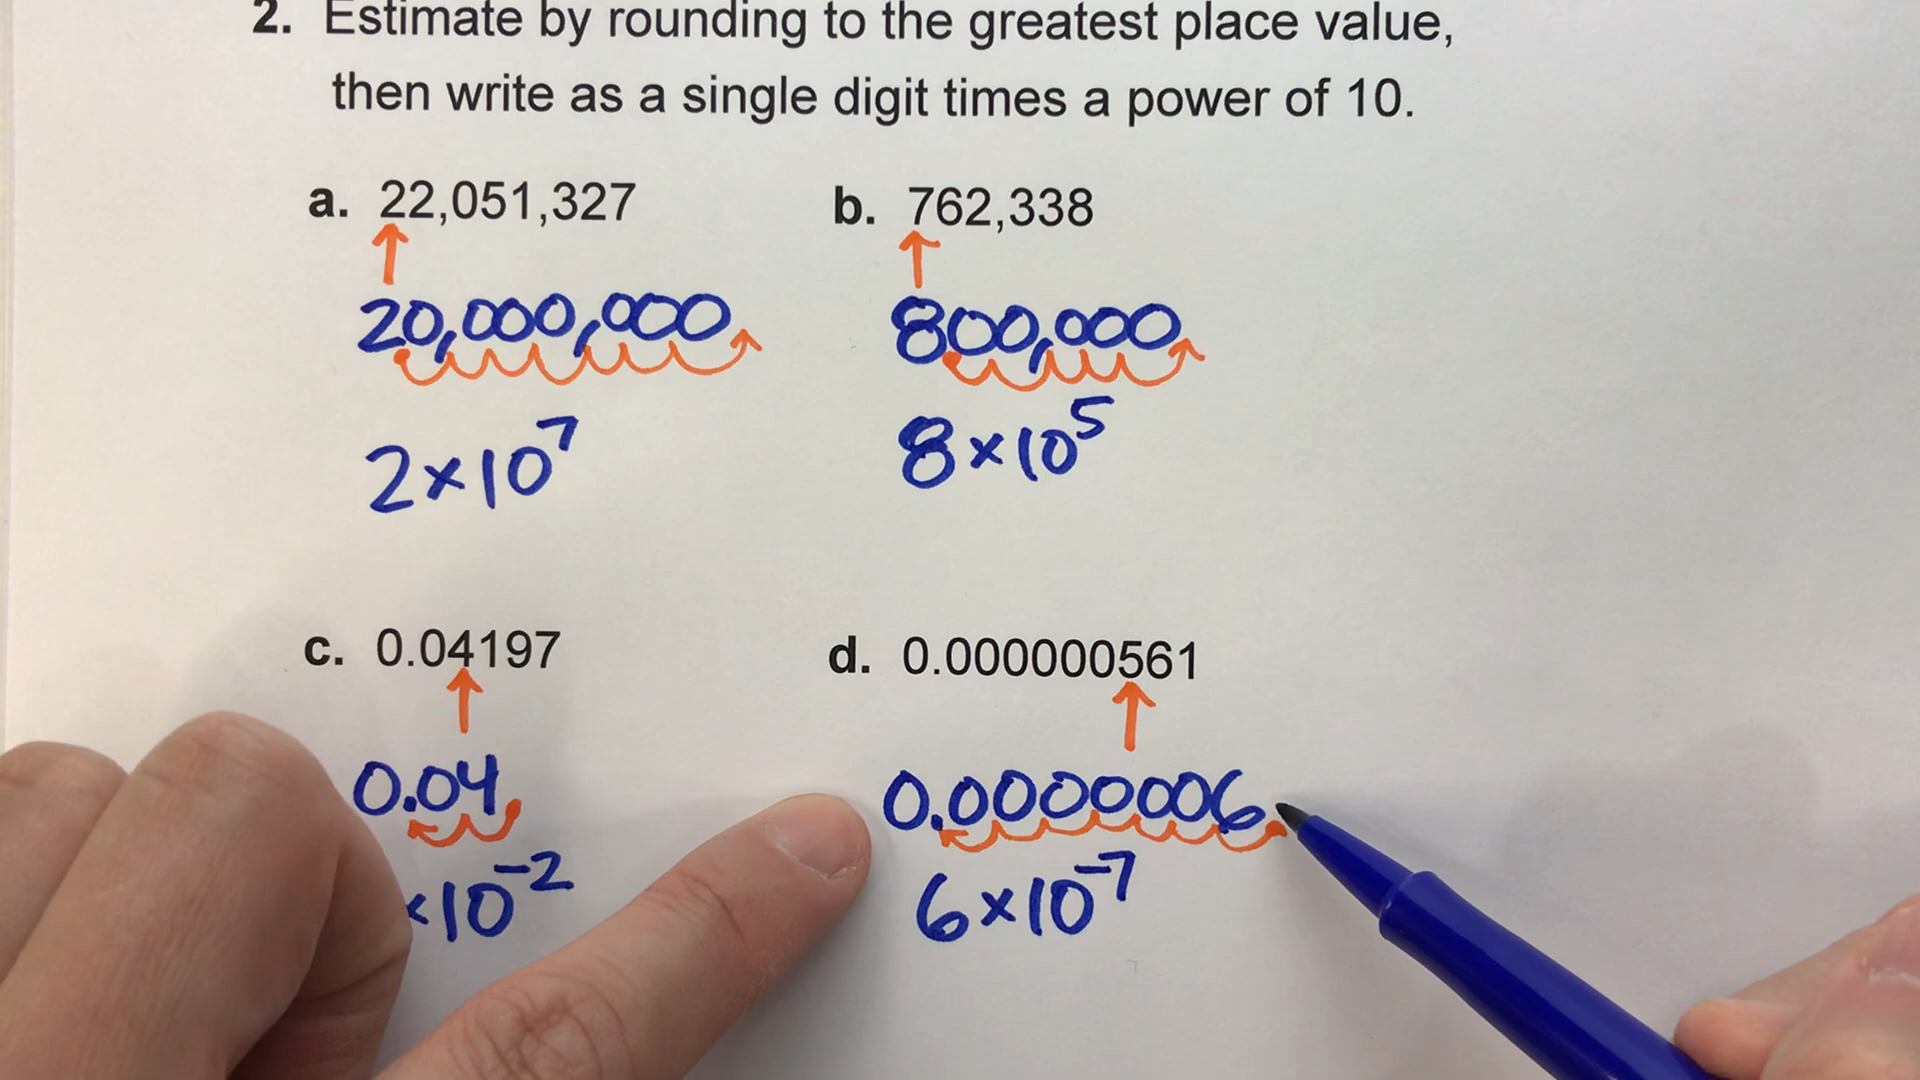 2. Estimate by rounding to the greatest place value,
then write as a single digit times a power of 10.
a. 22,051,327
b. 762,338
20,000,000
800,000
2×10⁷
8×10⁵
c. 0.04197
d. 0.000000561
0.04
0.0000006
×10⁻²
6×10⁻⁷